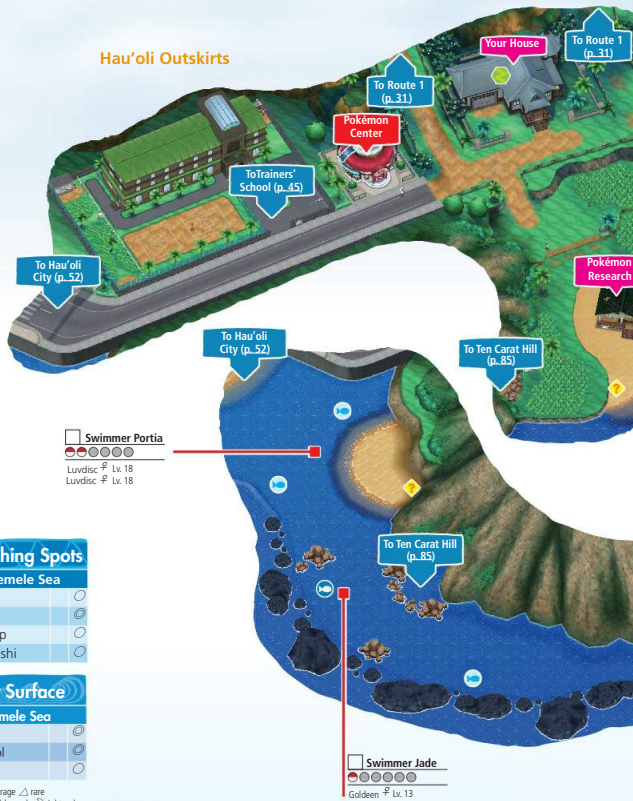 Hau'oli Outskirts
Your House
To Route 1
(p. 31)
To Route 1
(p. 31)
Pokémon
Center
ToTrainers'
School (p. 45)
To Hau'oli
City (p. 52)
Pokémon
Research
To Hau'oli
City (p. 52)
To Ten Carat Hill
(p. 85)
?
Swimmer Portia
Luvdisc ♀ Lv. 18
Luvdisc ♀ Lv. 18
?
To Ten Carat Hill
(p. 85)
hing Spots
emele Sea
p
shi
Surface
mele Sea
ol
rage △ rare
Swimmer Jade
Goldeen ♀ Lv. 13